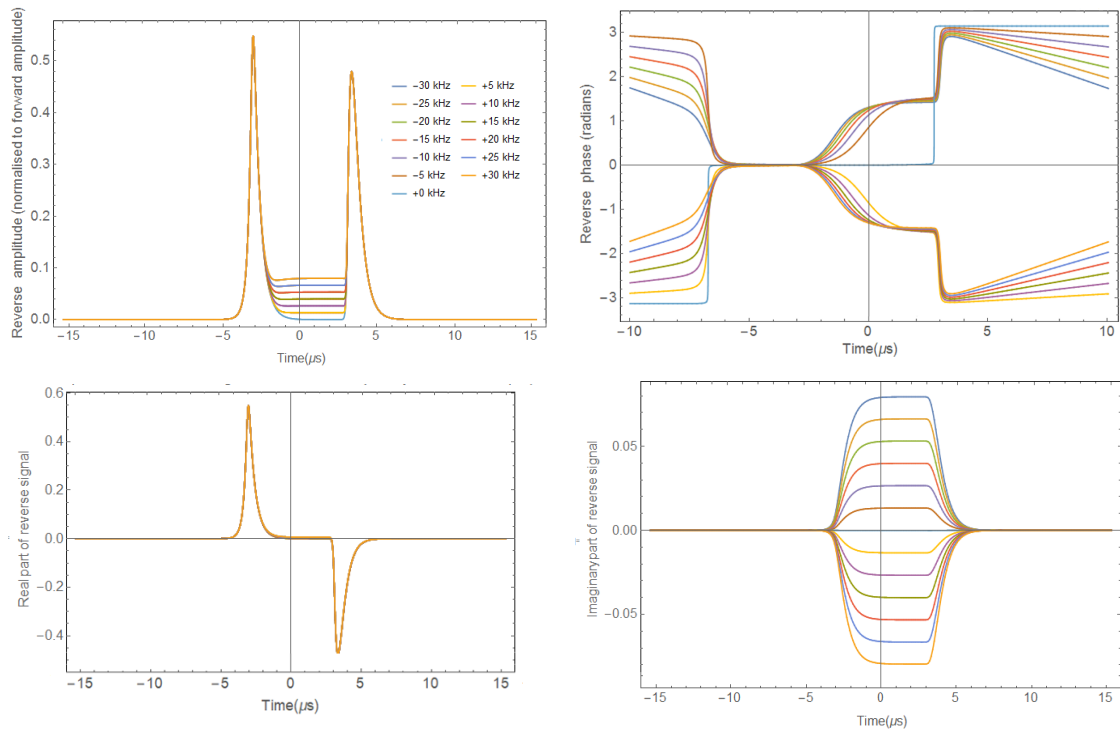 Reverse amplitude (normalised to forward amplitude)
0.5
0.4
0.3
0.2
0.1
0.0
−30 kHz +5 kHz
−25 kHz +10 kHz
−20 kHz +15 kHz
−15 kHz +20 kHz
−10 kHz +25 kHz
−5 kHz +30 kHz
+0 kHz
−15 −10 −5 0 5 10 15
Time(μs)
Reverse phase (radians)
3
2
1
0
−1
−2
−3
−10 −5 0 5 10
Time(μs)
Real part of reverse signal
0.6
0.4
0.2
0.0
−0.2
−0.4
−15 −10 −5 0 5 10 15
Time(μs)
Imaginarypart of reverse signal
0.05
0.00
−0.05
−15 −10 −5 0 5 10 15
Time(μs)